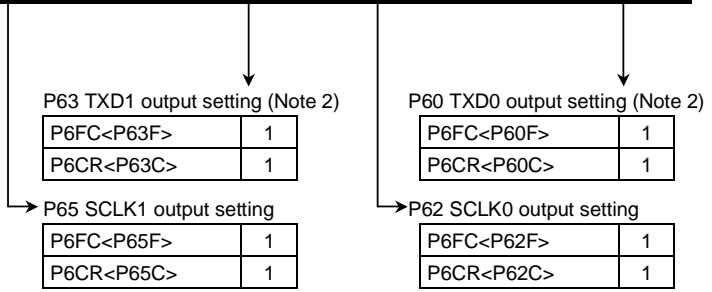 P63 TXD1 output setting (Note 2)
P6FC<P63F> 1
P6CR<P63C> 1
P65 SCLK1 output setting
P6FC<P65F> 1
P6CR<P65C> 1
P60 TXD0 output setting (Note 2)
P6FC<P60F> 1
P6CR<P60C> 1
P62 SCLK0 output setting
P6FC<P62F> 1
P6CR<P62C> 1